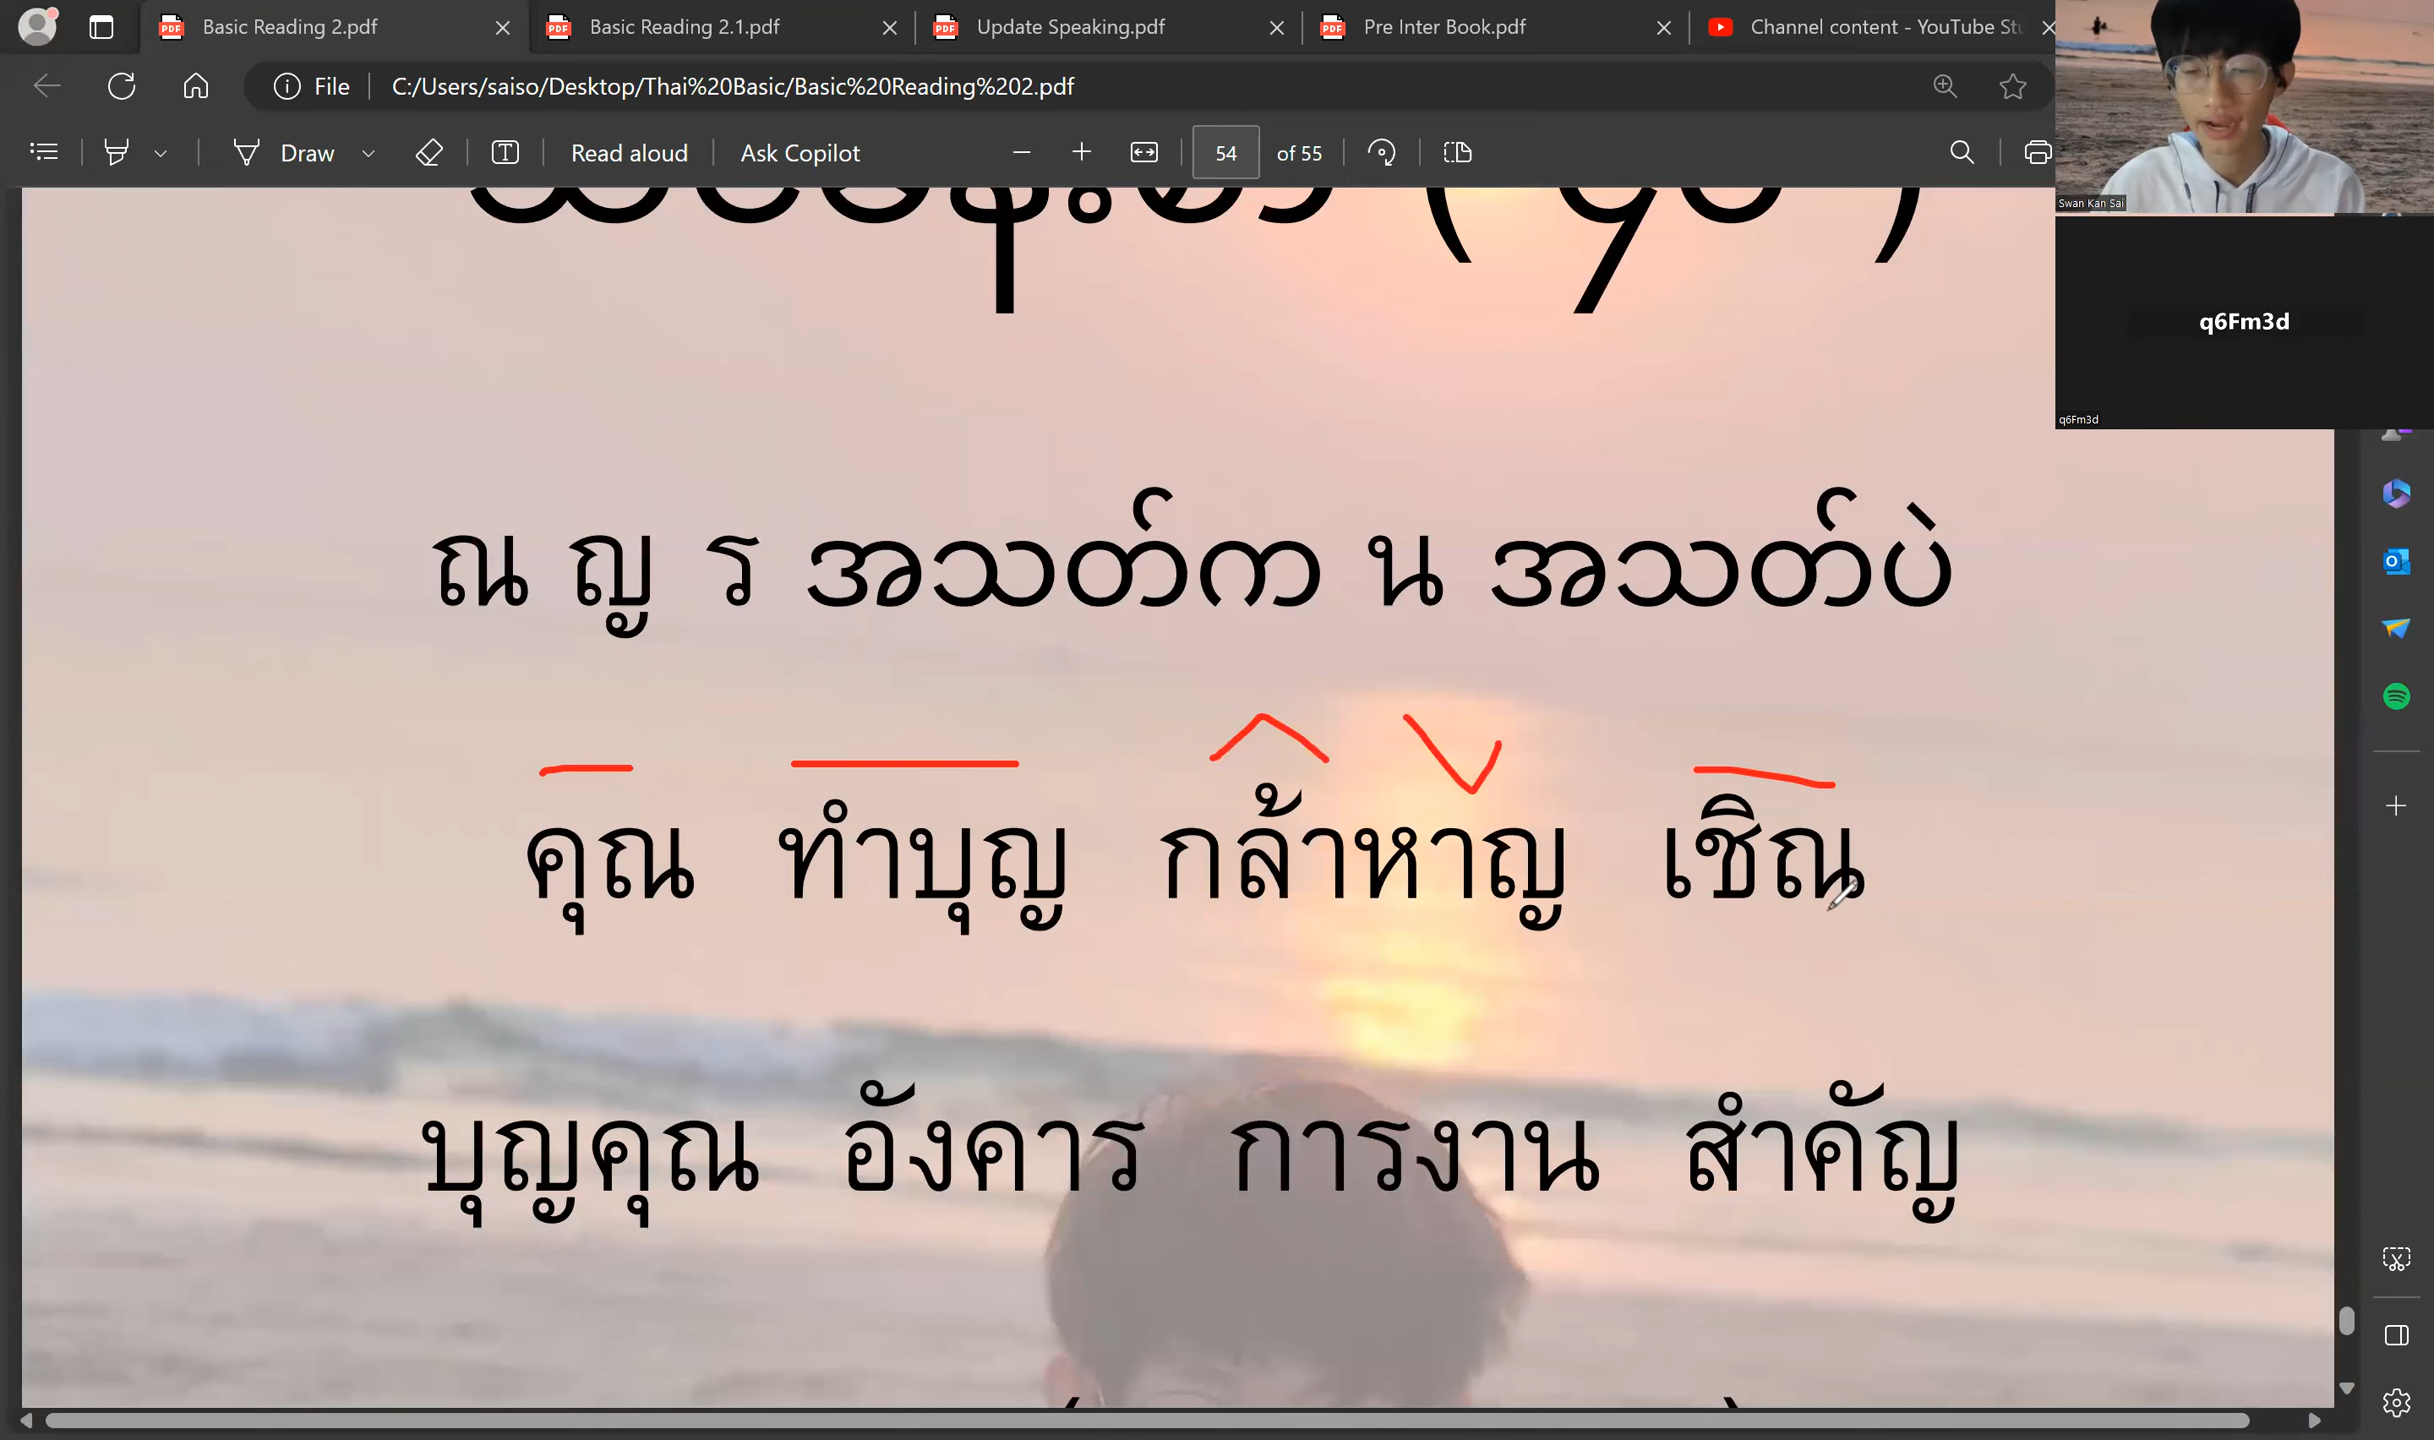 Basic Reading 2.pdf
Basic Reading 2.1.pdf
Update Speaking.pdf
Pre Inter Book.pdf
Channel content - YouTube Stu
File
C:/Users/saiso/Desktop/Thai%20Basic/Basic%20Reading%202.pdf
Draw
Read aloud
Ask Copilot
54 of 55
Swan Kan Sai
q6Fm3d
q6Fm3d
ณ ญ ร အသတ်က น အသတ်ပဲ
คุณ ทำบุญ กล้าหาญ เชิณ
บุญคุณ อังคาร การงาน สำคัญ